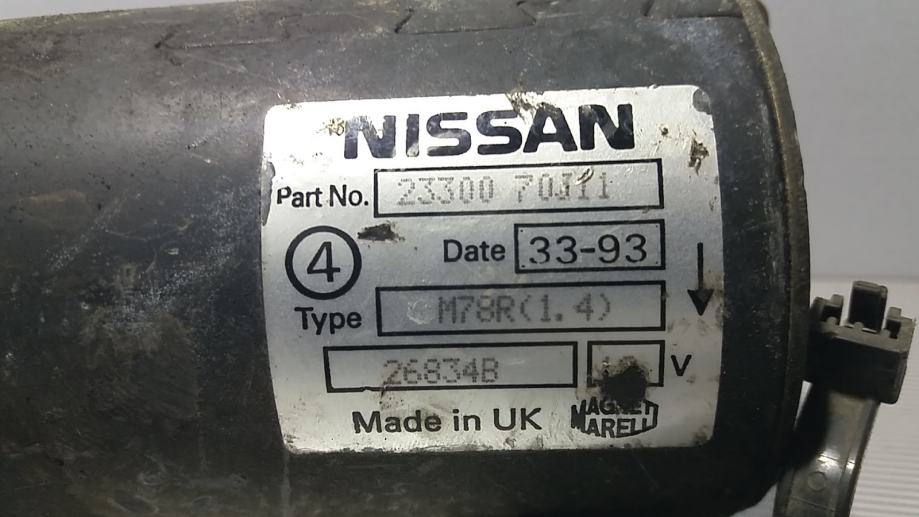 NISSAN
Part No. 23300 70J11
4 Date 33-93
Type M78R(1.4)
26834B V
Made in UK MAGNETI MARELLI